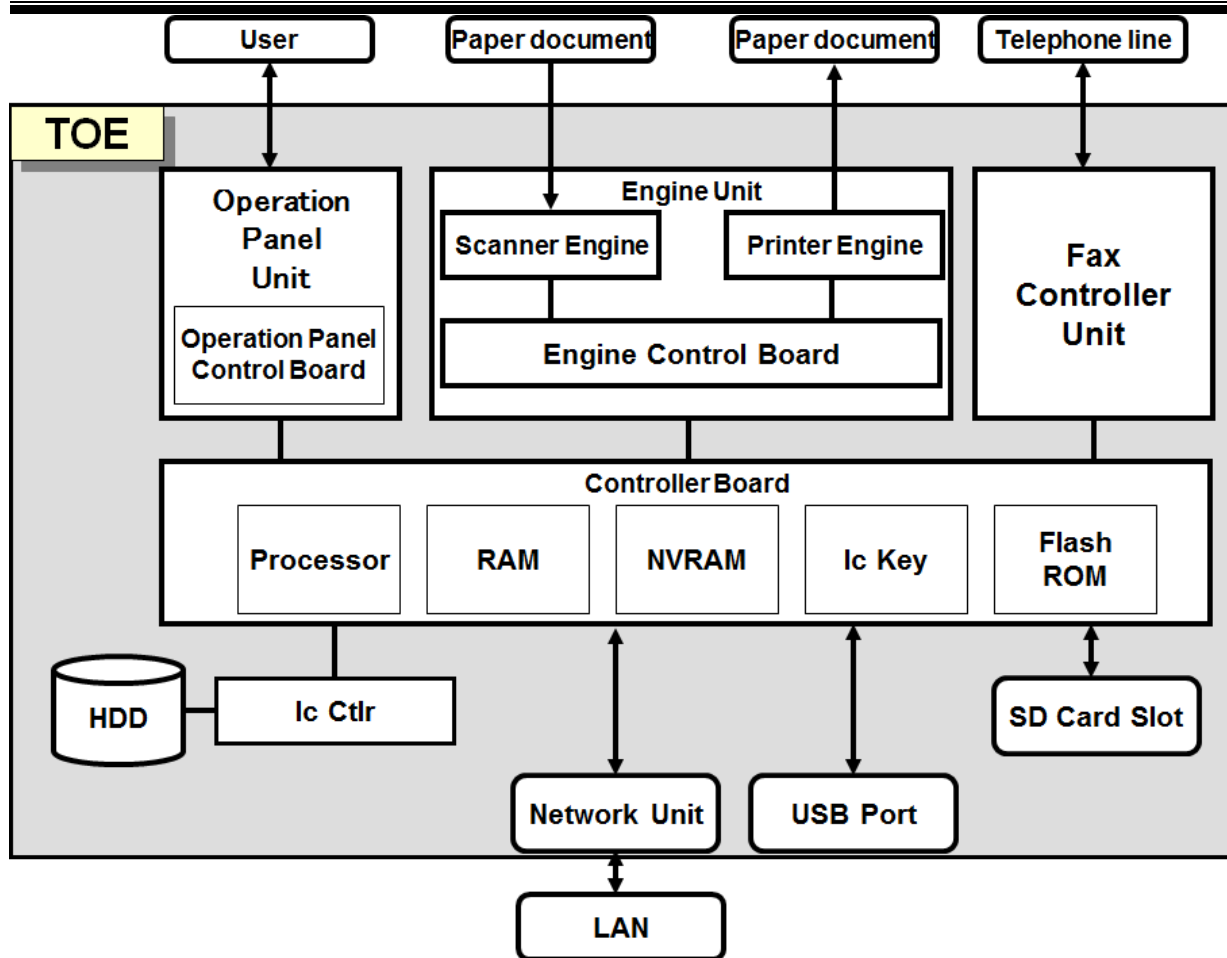 User
Paper document
Paper document
Telephone line
TOE
Operation
Panel
Unit
Operation Panel
Control Board
Engine Unit
Scanner Engine
Printer Engine
Engine Control Board
Fax
Controller
Unit
Controller Board
Processor
RAM
NVRAM
Ic Key
Flash
ROM
HDD
Ic Ctlr
SD Card Slot
Network Unit
USB Port
LAN